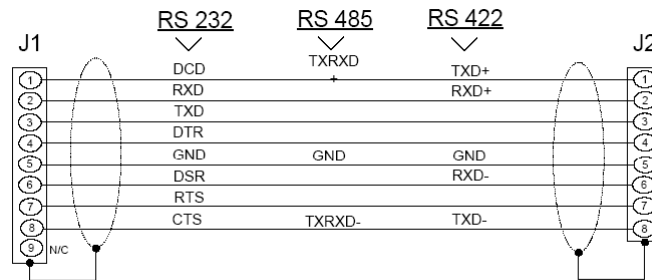 RS 232 RS 485 RS 422
J1 J2
DCD TXRXD + TXD+
1 1
RXD RXD+
2 2
TXD
3 3
DTR
4 4
GND GND GND
5 5
DSR RXD-
6 6
RTS
7 7
CTS TXRXD- TXD-
8 8
9 N/C